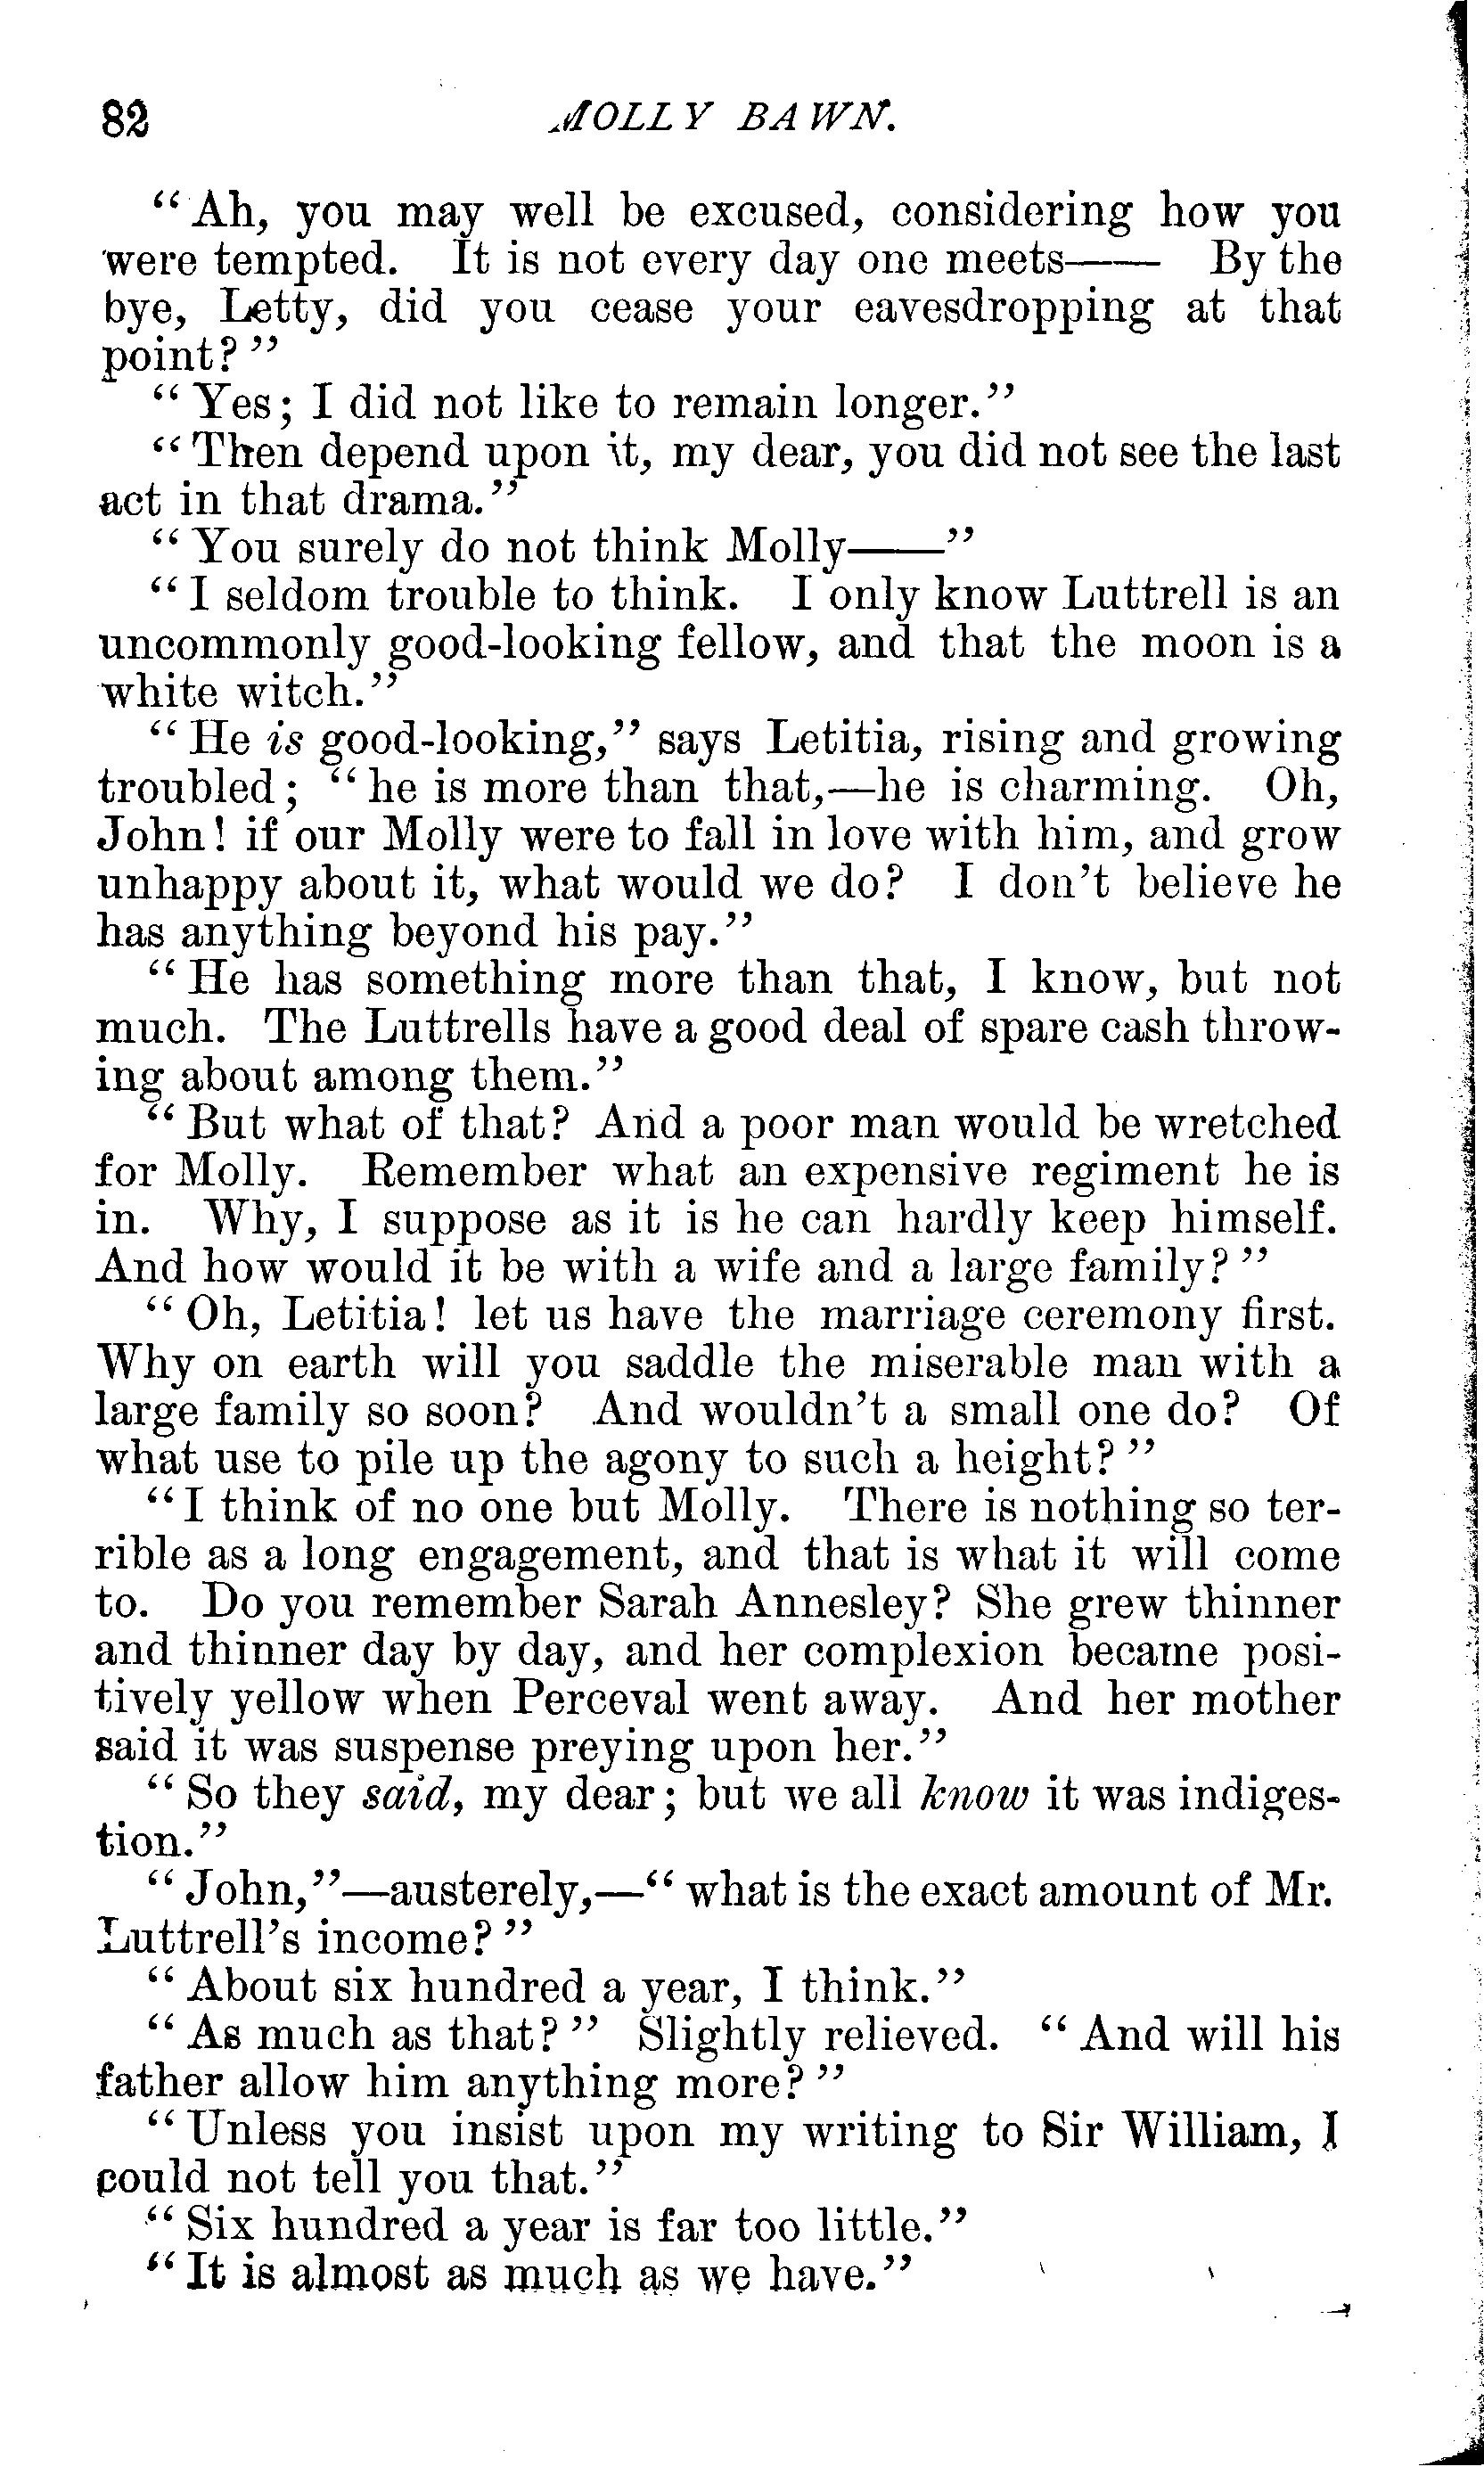 82 MOLLY BAWN.
"Ah, you may well be excused, considering how you
were tempted. It is not every day one meets—— By the
bye, Letty, did you cease your eavesdropping at that
point?"
"Yes; I did not like to remain longer."
"Then depend upon it, my dear, you did not see the last
act in that drama."
"You surely do not think Molly——"
"I seldom trouble to think. I only know Luttrell is an
uncommonly good-looking fellow, and that the moon is a
white witch."
"He is good-looking," says Letitia, rising and growing
troubled; "he is more than that,—he is charming. Oh,
John! if our Molly were to fall in love with him, and grow
unhappy about it, what would we do? I don't believe he
has anything beyond his pay."
"He has something more than that, I know, but not
much. The Luttrells have a good deal of spare cash throw-
ing about among them."
"But what of that? And a poor man would be wretched
for Molly. Remember what an expensive regiment he is
in. Why, I suppose as it is he can hardly keep himself.
And how would it be with a wife and a large family?"
"Oh, Letitia! let us have the marriage ceremony first.
Why on earth will you saddle the miserable man with a
large family so soon? And wouldn't a small one do? Of
what use to pile up the agony to such a height?"
"I think of no one but Molly. There is nothing so ter-
rible as a long engagement, and that is what it will come
to. Do you remember Sarah Annesley? She grew thinner
and thinner day by day, and her complexion became posi-
tively yellow when Perceval went away. And her mother
said it was suspense preying upon her."
"So they said, my dear; but we all know it was indiges-
tion."
"John,"—austerely,—"what is the exact amount of Mr.
Luttrell's income?"
"About six hundred a year, I think."
"As much as that?" Slightly relieved. "And will his
father allow him anything more?"
"Unless you insist upon my writing to Sir William, I
could not tell you that."
"Six hundred a year is far too little."
"It is almost as much as we have."